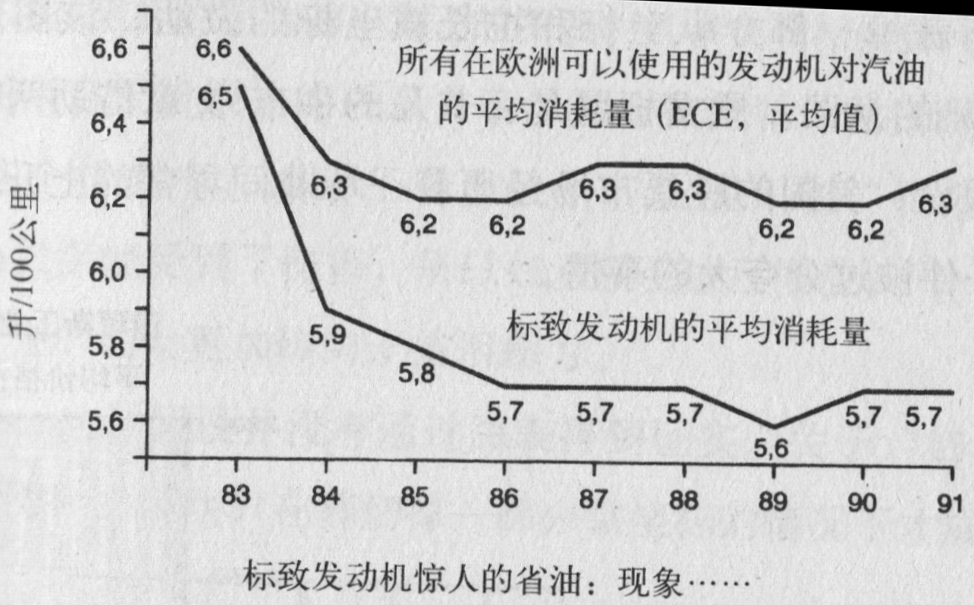 6,6
6,4
6,2
6,0
5,8
5,6
升/100公里
所有在欧洲可以使用的发动机对汽油
的平均消耗量（ECE，平均值）
6,6 6,3 6,2 6,2 6,3 6,3 6,2 6,2 6,3
标致发动机的平均消耗量
6,5 5,9 5,8 5,7 5,7 5,7 5,6 5,7 5,7
83 84 85 86 87 88 89 90 91
标致发动机惊人的省油：现象……